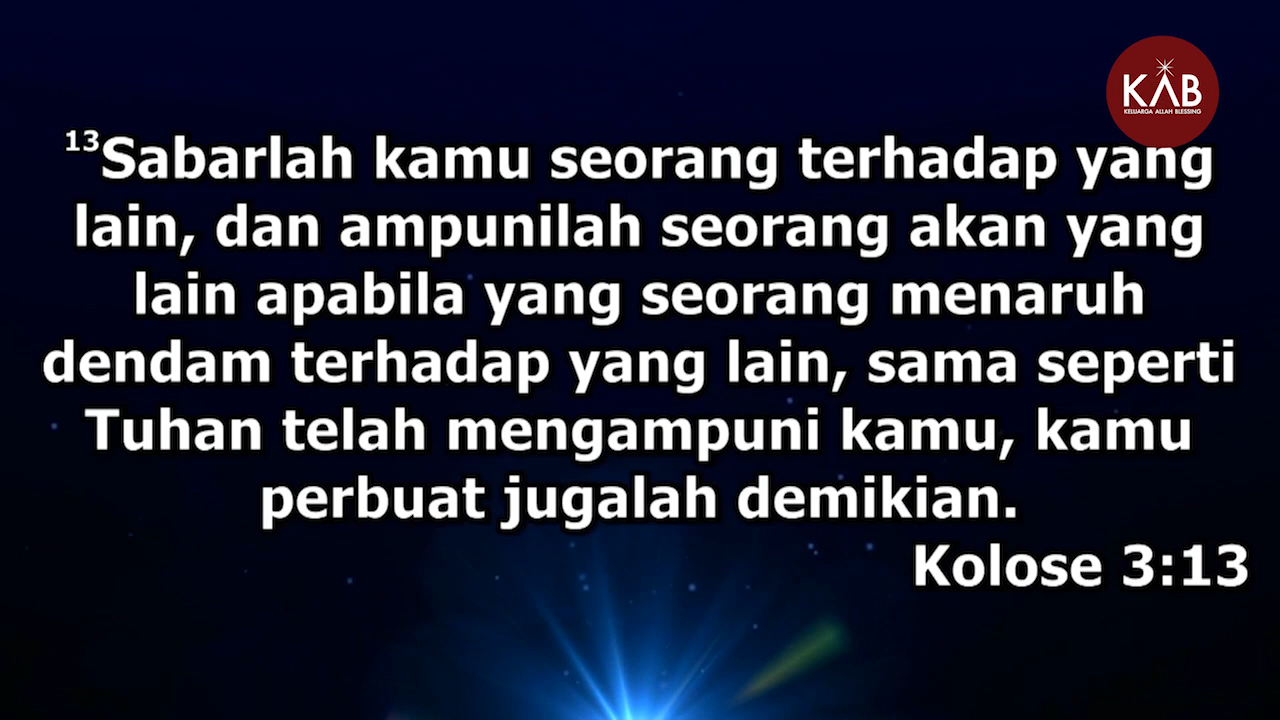 KAB
KELUARGA ALLAH BLESSING
13Sabarlah kamu seorang terhadap yang
lain, dan ampunilah seorang akan yang
lain apabila yang seorang menaruh
dendam terhadap yang lain, sama seperti
Tuhan telah mengampuni kamu, kamu
perbuat jugalah demikian.
Kolose 3:13